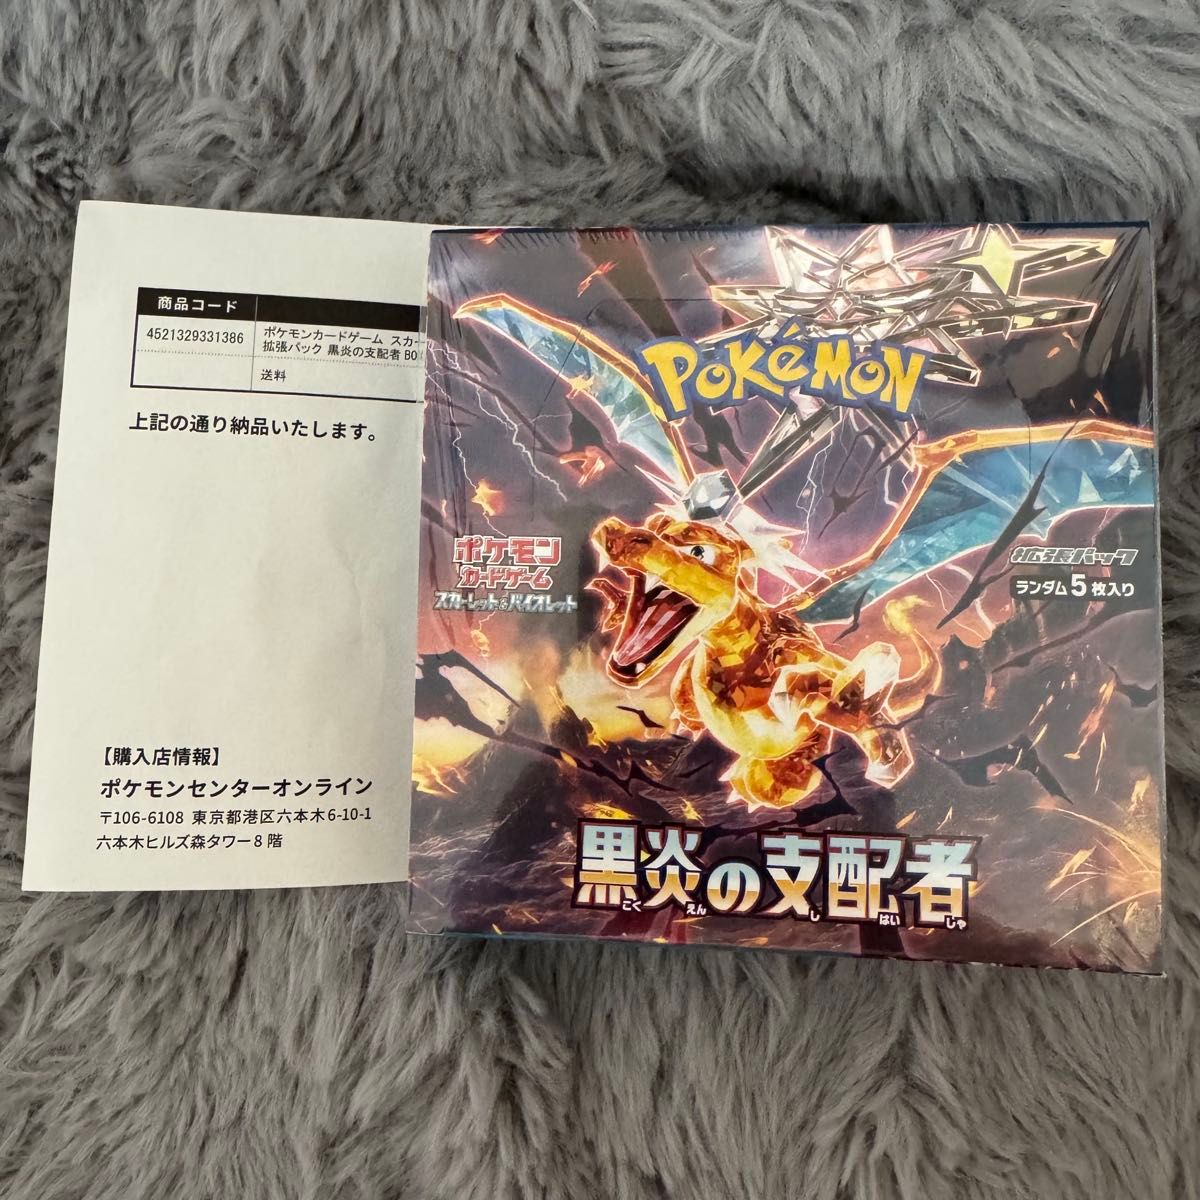 商品コード
4521329331386
ポケモンカードゲーム スカー
拡張パック 黒炎の支配者 BO
送料
上記の通り納品いたします。
【購入店情報】
ポケモンセンターオンライン
〒106-6108 東京都港区六本木6-10-1
六本木ヒルズ森タワー8階
POKéMON
ポケモン
カードゲーム
スカーレット&バイオレット
拡張パック
ランダム5枚入り
黒炎の支配者
こく えん し はい しゃ